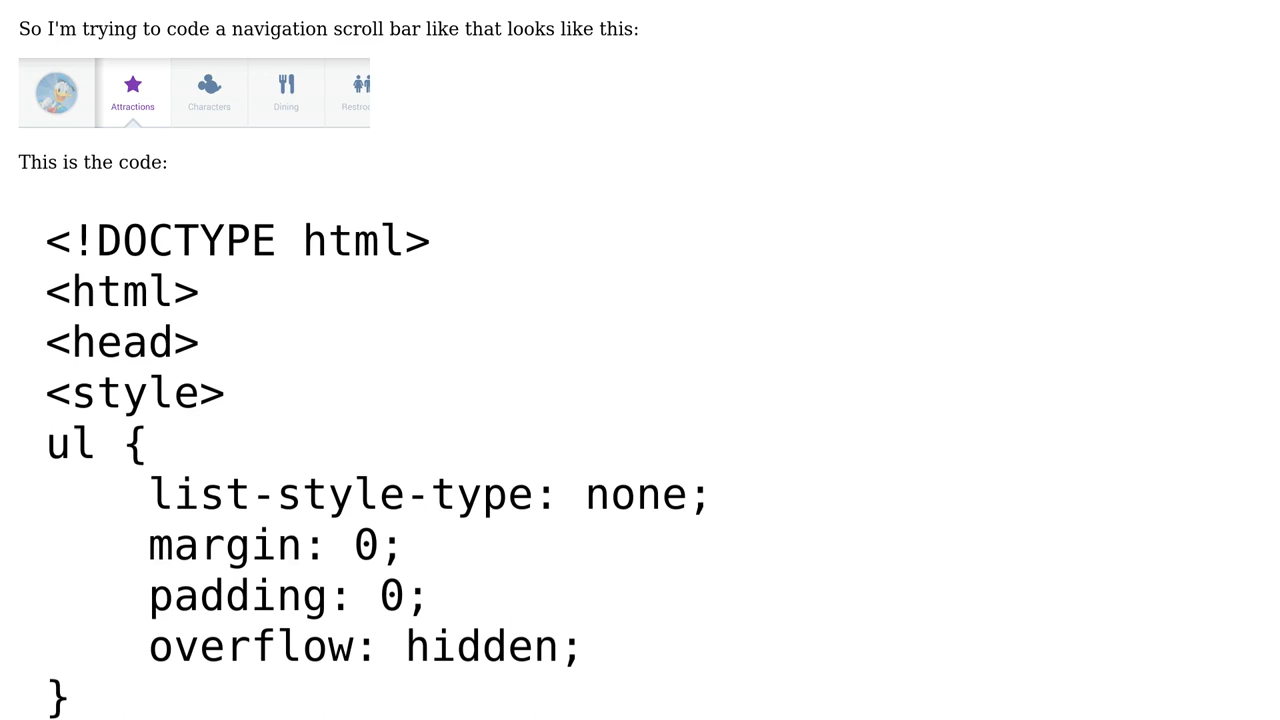 So I'm trying to code a navigation scroll bar like that looks like this:
Attractions Characters Dining
This is the code:
<!DOCTYPE html>
<html>
<head>
<style>
ul {
    list-style-type: none;
    margin: 0;
    padding: 0;
    overflow: hidden;
}